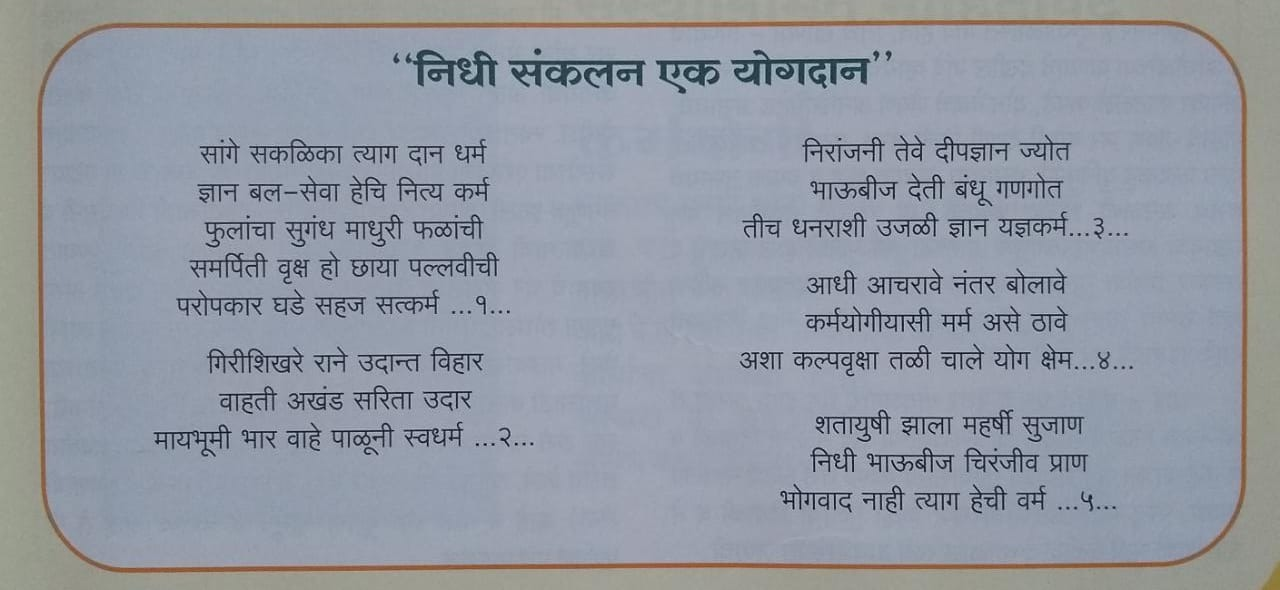 “निधी संकलन एक योगदान”
सांगे सकळिका त्याग दान धर्म
ज्ञान बल-सेवा हेचि नित्य कर्म
फुलांचा सुगंध माधुरी फळांची
समर्पिती वृक्ष हो छाया पल्लवीची
परोपकार घडे सहज सत्कर्म ...१...
गिरीशिखरे राने उदान्त विहार
वाहती अखंड सरिता उदार
मायभूमी भार वाहे पाळूनी स्वधर्म ...२...
निरांजनी तेवे दीपज्ञान ज्योत
भाऊबीज देती बंधू गणगोत
तीच धनराशी उजळी ज्ञान यज्ञकर्म...३...
आधी आचरावे नंतर बोलावे
कर्मयोगीयासी मर्म असे ठावे
अशा कल्पवृक्षा तळी चाले योग क्षेम...४...
शतायुषी झाला महर्षी सुजाण
निधी भाऊबीज चिरंजीव प्राण
भोगवाद नाही त्याग हेची वर्म ...५...